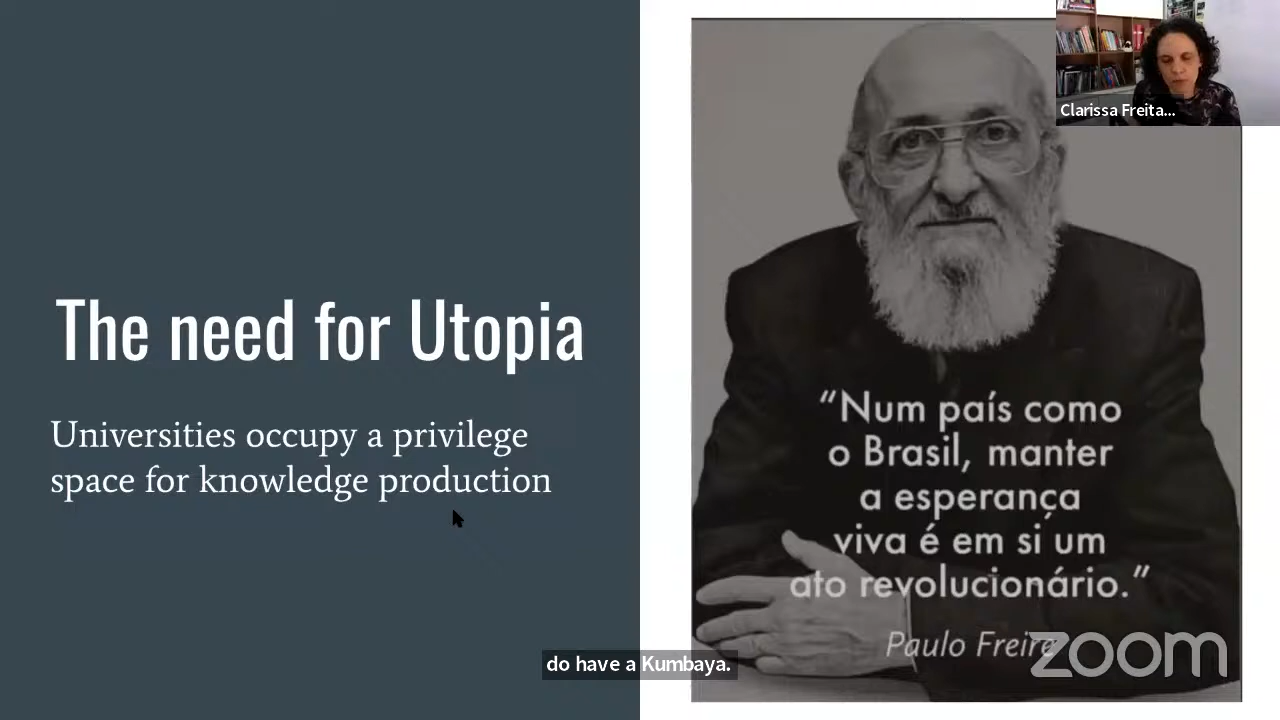 The need for Utopia
Universities occupy a privilege
space for knowledge production
“Num país como
o Brasil, manter
a esperança
viva é em si um
ato revolucionário.”
Paulo Freire
Clarissa Freita...
do have a Kumbaya.
zoom